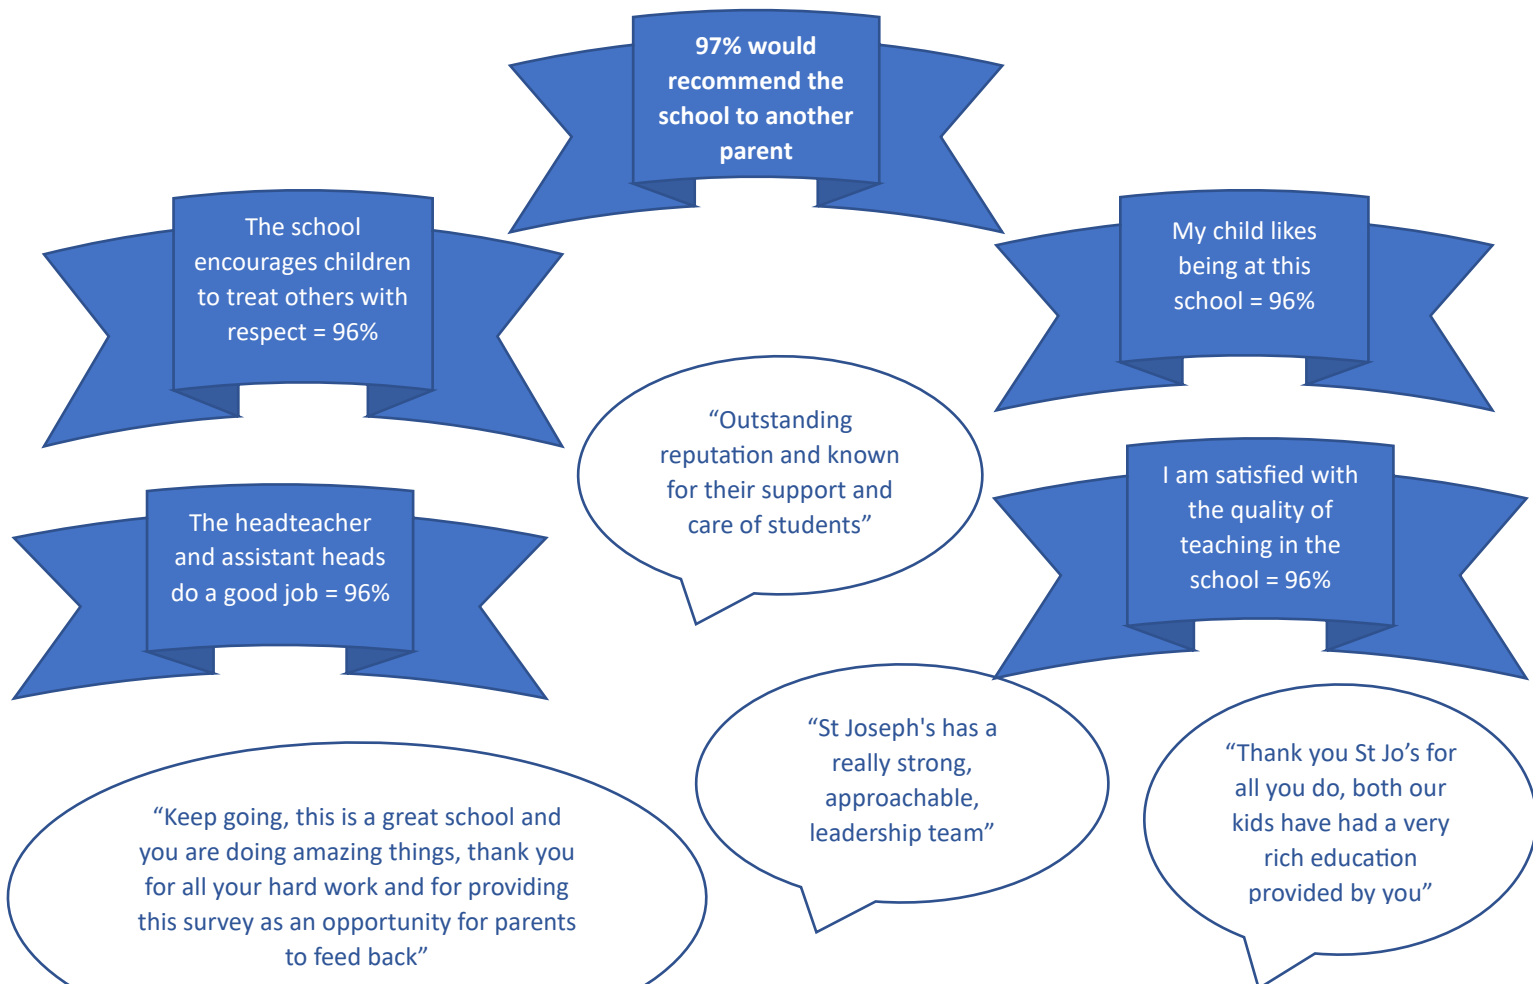 97% would
recommend the
school to another
parent
The school
encourages children
to treat others with
respect = 96%
My child likes
being at this
school = 96%
“Outstanding
reputation and known
for their support and
care of students”
The headteacher
and assistant heads
do a good job = 96%
I am satisfied with
the quality of
teaching in the
school = 96%
“St Joseph's has a
really strong,
approachable,
leadership team”
“Thank you St Jo’s for
all you do, both our
kids have had a very
rich education
provided by you”
“Keep going, this is a great school and
you are doing amazing things, thank you
for all your hard work and for providing
this survey as an opportunity for parents
to feed back”